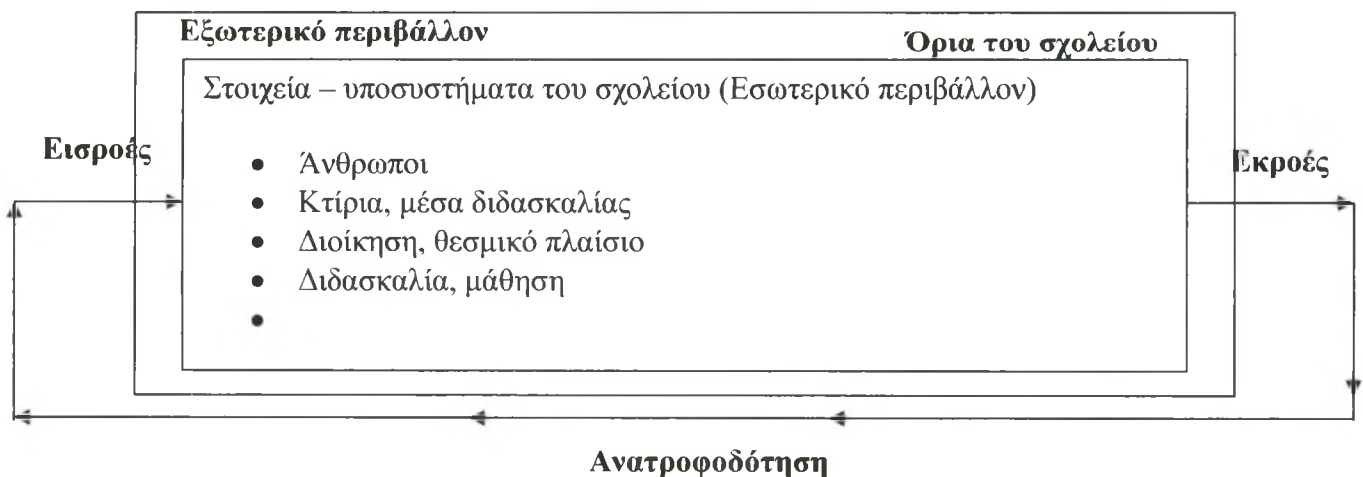 Εξωτερικό περιβάλλον
Όρια του σχολείου
Στοιχεία – υποσυστήματα του σχολείου (Εσωτερικό περιβάλλον)
Εισροές
• Άνθρωποι
Εκροές
• Κτίρια, μέσα διδασκαλίας
• Διοίκηση, θεσμικό πλαίσιο
• Διδασκαλία, μάθηση
•
Ανατροφοδότηση